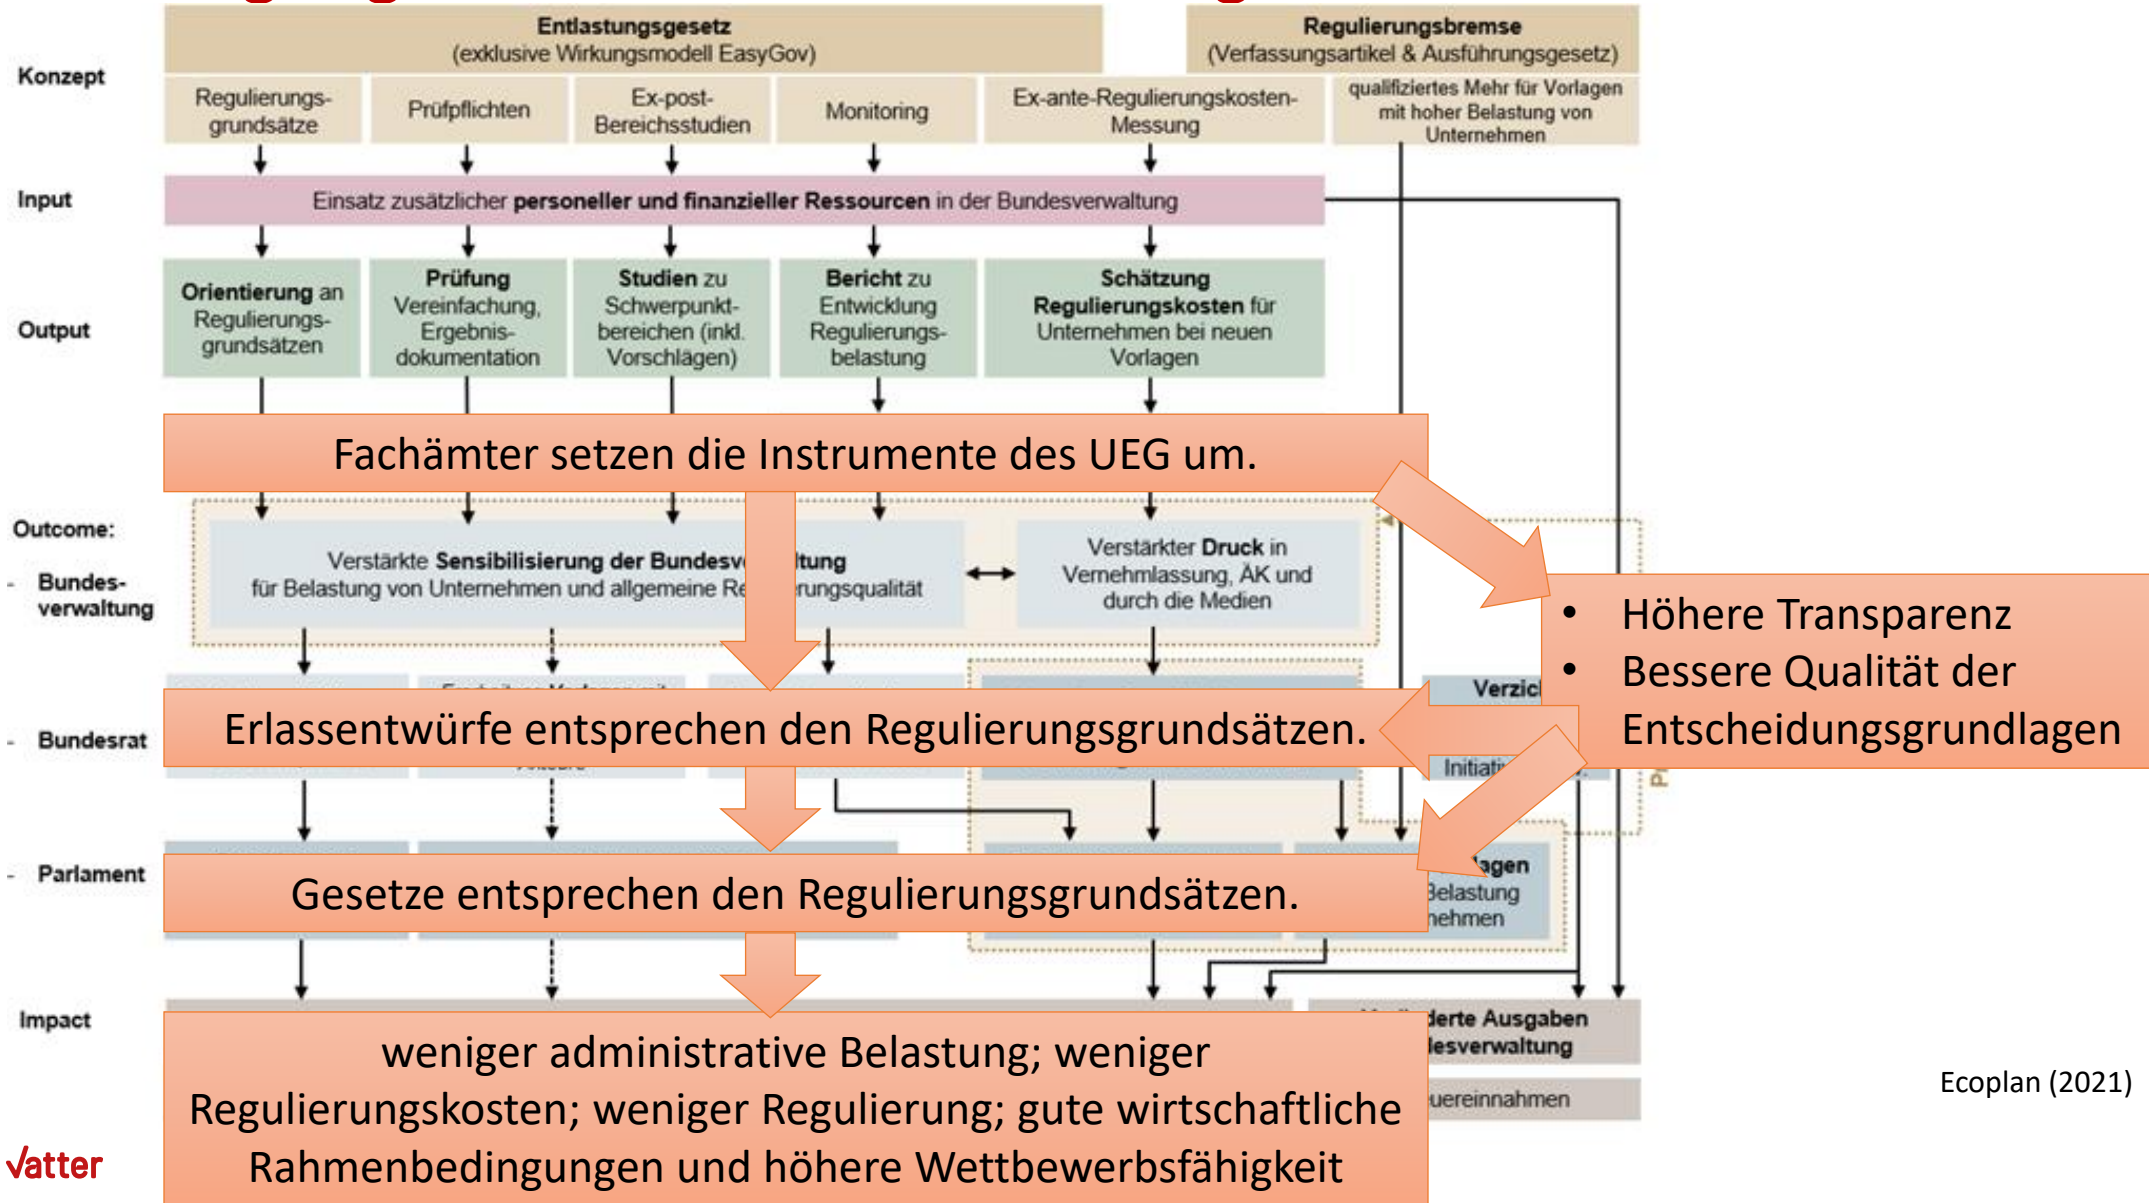 Entlastungsgesetz
(exklusive Wirkungsmodell EasyGov)
Regulierungsbremse
(Verfassungsartikel & Ausführungsgesetz)
Konzept
Regulierungs-
grundsätze
Prüfpflichten
Ex-post-
Bereichsstudien
Monitoring
Ex-ante-Regulierungskosten-
Messung
qualifiziertes Mehr für Vorlagen
mit hoher Belastung von
Unternehmen
Input
Einsatz zusätzlicher personeller und finanzieller Ressourcen in der Bundesverwaltung
Output
Orientierung an
Regulierungs-
grundsätzen
Prüfung
Vereinfachung,
Ergebnis-
dokumentation
Studien zu
Schwerpunkt-
bereichen (inkl.
Vorschlägen)
Bericht zu
Entwicklung
Regulierungs-
belastung
Schätzung
Regulierungskosten für
Unternehmen bei neuen
Vorlagen
Fachämter setzen die Instrumente des UEG um.
Outcome:
- Bundes-
verwaltung
Verstärkte Sensibilisierung der
für Belastung von Unternehmen und allgemeine
Verstärkter Druck in
Vernehmlassung, ÄK und
durch die Medien
• Höhere Transparenz
• Bessere Qualität der
Entscheidungsgrundlagen
- Bundesrat
Erlassentwürfe entsprechen den Regulierungsgrundsätzen.
- Parlament
Gesetze entsprechen den Regulierungsgrundsätzen.
Belastung
Impact
weniger administrative Belastung; weniger
Regulierungskosten; weniger Regulierung; gute wirtschaftliche
Rahmenbedingungen und höhere Wettbewerbsfähigkeit
Ausgaben
Ecoplan (2021)
Vatter